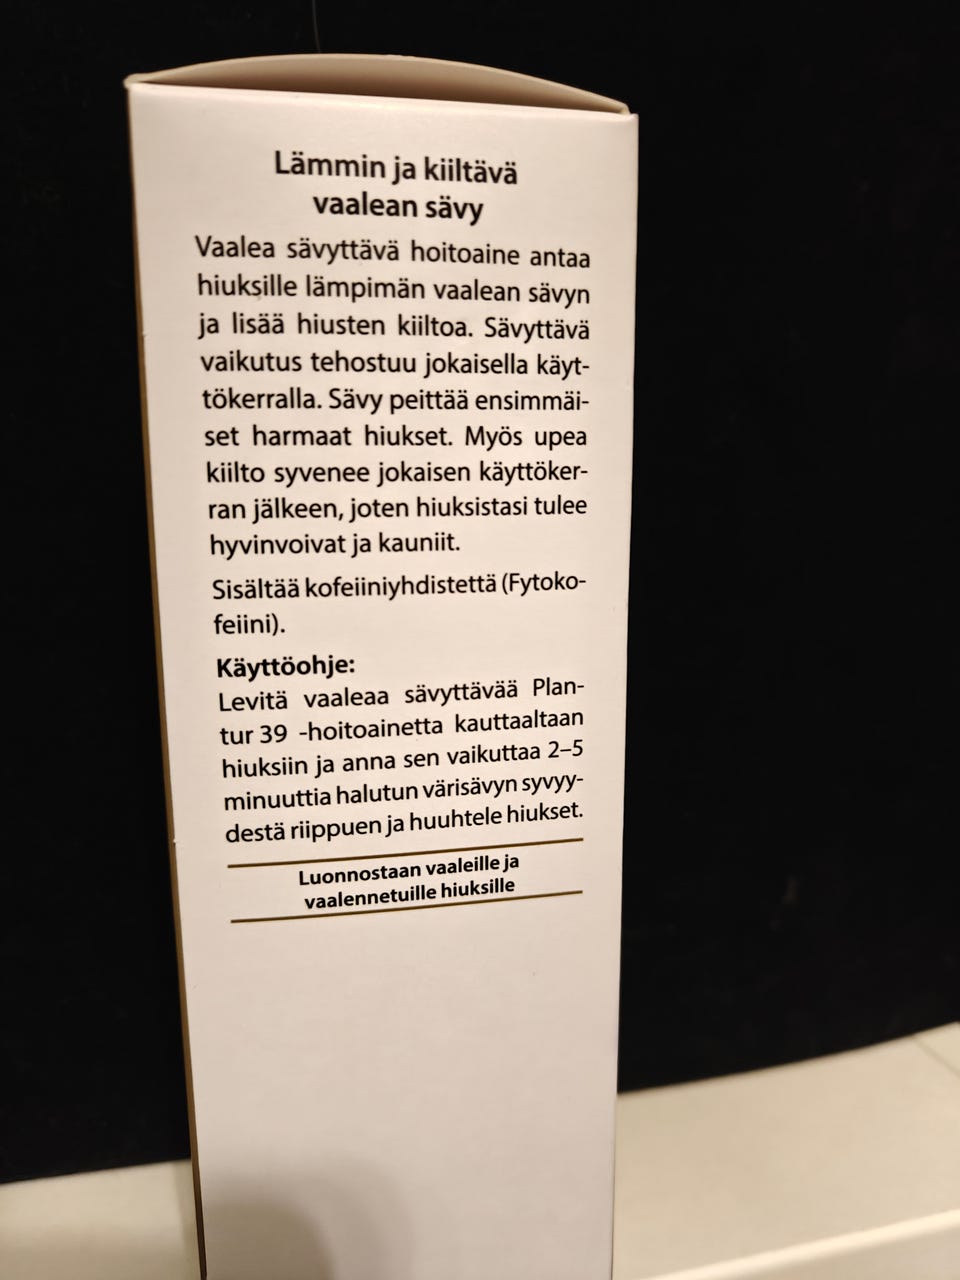 Lämmin ja kiiltävä
vaalean sävy
Vaalea sävyttävä hoitoaine antaa
hiuksille lämpimän vaalean sävyn
ja lisää hiusten kiiltoa. Sävyttävä
vaikutus tehostuu jokaisella käyt-
tökerralla. Sävy peittää ensimmäi-
set harmaat hiukset. Myös upea
kiilto syvenee jokaisen käyttöker-
ran jälkeen, joten hiuksistasi tulee
hyvinvoivat ja kauniit.
Sisältää kofeiiniyhdistettä (Fytoko-
feiini).
Käyttöohje:
Levitä vaaleaa sävyttävää Plan-
tur 39 -hoitoainetta kauttaaltaan
hiuksiin ja anna sen vaikuttaa 2–5
minuuttia halutun värisävyn syvyy-
destä riippuen ja huuhtele hiukset.
Luonnostaan vaaleille ja
vaalennetuille hiuksille